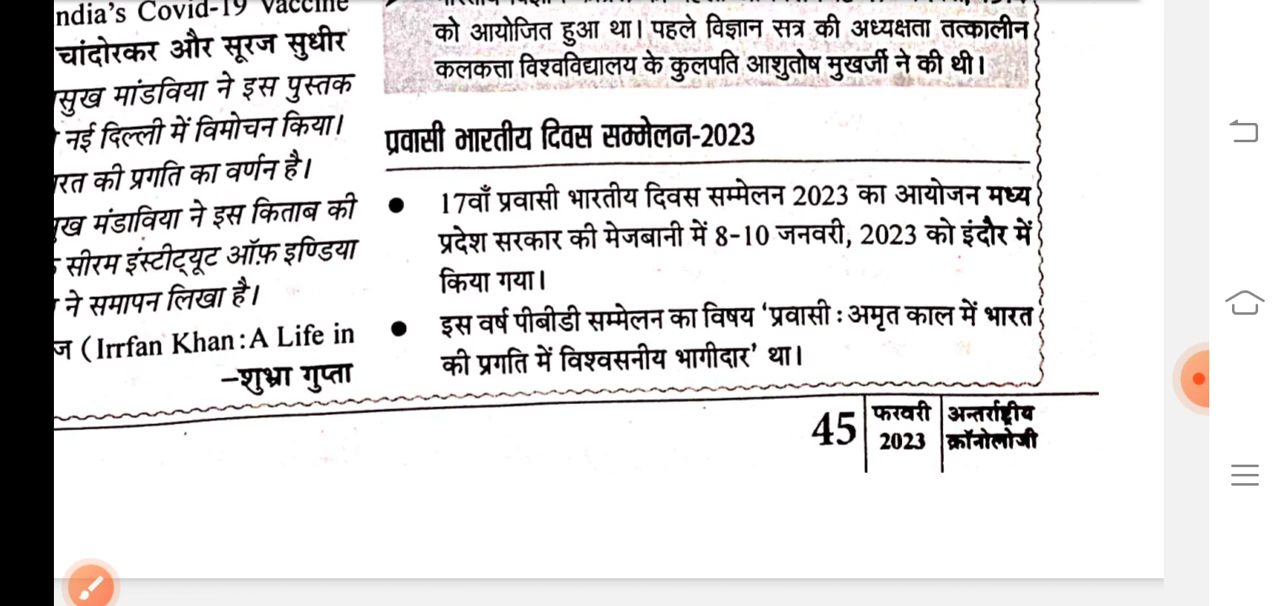 ndia's Covid-19 Vaccine
चांदोरकर और सूरज सुधीर
सुख मांडविया ने इस पुस्तक
नई दिल्ली में विमोचन किया।
रत की प्रगति का वर्णन है।
ख मंडाविया ने इस किताब की
सीरम इंस्टीट्यूट ऑफ़ इण्डिया
ने समापन लिखा है।
ज (Irrfan Khan:A Life in
–शुभ्रा गुप्ता
को आयोजित हुआ था। पहले विज्ञान सत्र की अध्यक्षता तत्कालीन
कलकत्ता विश्वविद्यालय के कुलपति आशुतोष मुखर्जी ने की थी।
प्रवासी भारतीय दिवस सम्मेलन-2023
● 17वाँ प्रवासी भारतीय दिवस सम्मेलन 2023 का आयोजन मध्य
प्रदेश सरकार की मेजबानी में 8-10 जनवरी, 2023 को इंदौर में
किया गया।
● इस वर्ष पीबीडी सम्मेलन का विषय ‘प्रवासी : अमृत काल में भारत
की प्रगति में विश्वसनीय भागीदार’ था।
45 फरवरी अन्तर्राष्ट्रीय
2023 क्रॉनोलोजी